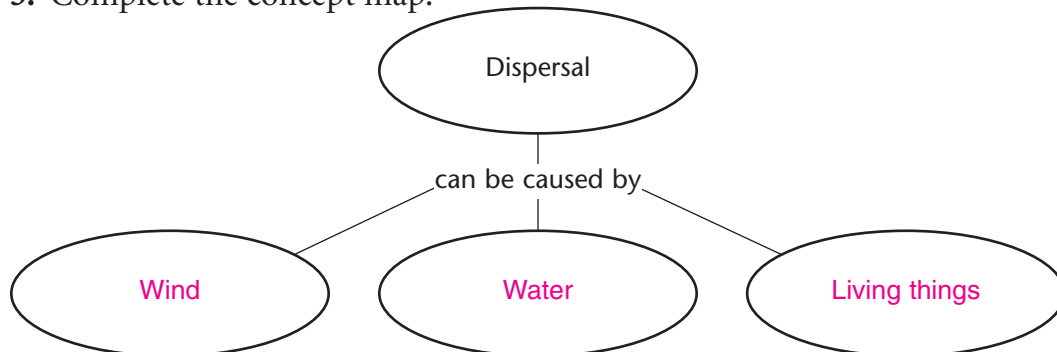 3. Complete the concept map.
Dispersal
can be caused by
Wind
Water
Living things